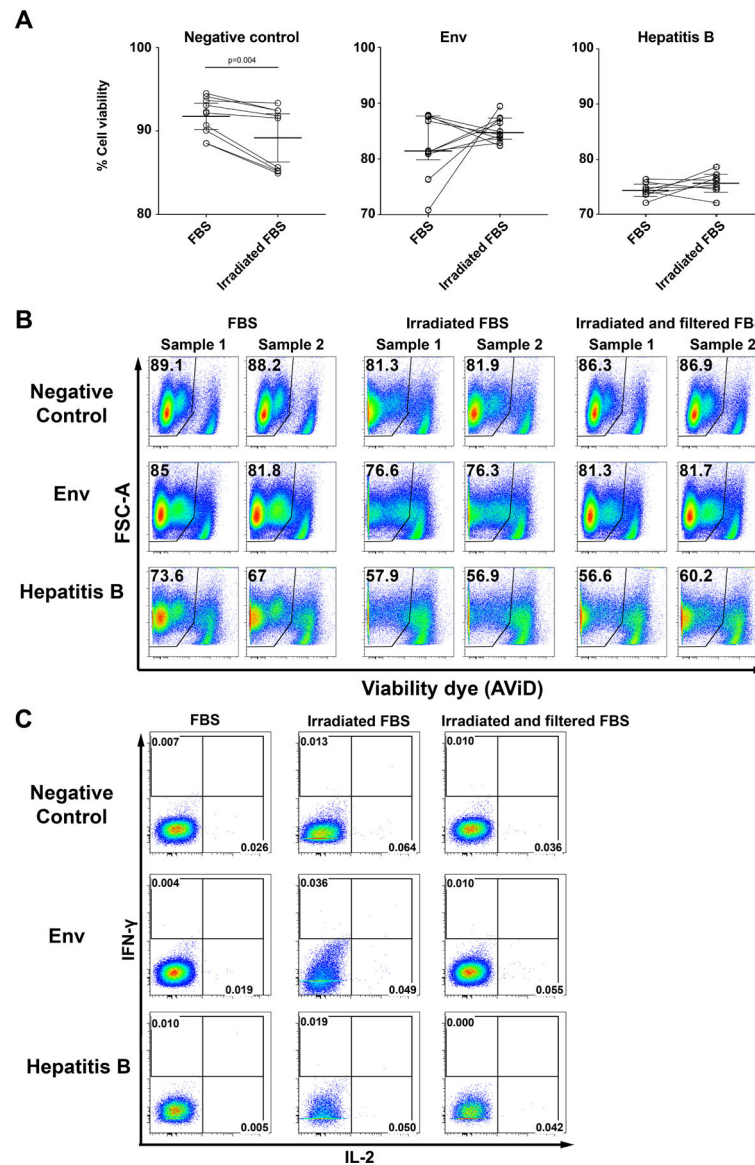 A
Negative control
Env
Hepatitis B
% Cell viability
100
90
80
p=0.004
FBS
Irradiated FBS
100
90
80
70
FBS
Irradiated FBS
100
90
80
70
FBS
Irradiated FBS
B
FBS
Irradiated FBS
Irradiated and filtered FB
Sample 1
Sample 2
Sample 1
Sample 2
Sample 1
Sample 2
Negative
Control
89.1
88.2
81.3
81.9
86.3
86.9
Env
85
81.8
76.6
76.3
81.3
81.7
Hepatitis B
73.6
67
57.9
56.9
56.6
60.2
FSC-A
Viability dye (AViD)
C
FBS
Irradiated FBS
Irradiated and filtered FBS
Negative
Control
0.007
0.026
0.013
0.064
0.010
0.036
Env
0.004
0.019
0.036
0.049
0.010
0.055
Hepatitis B
0.010
0.005
0.019
0.050
0.000
0.042
IFN-γ
IL-2